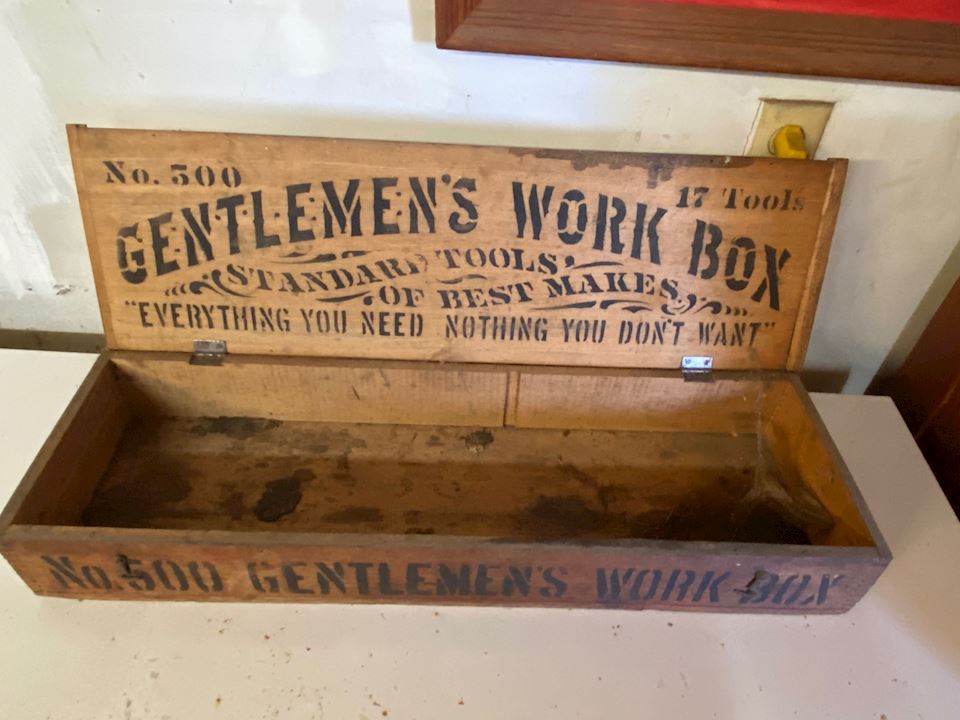 No. 500
17 Tools
GENTLEMEN'S WORK BOX
STANDARD TOOLS
OF BEST MAKES
"EVERYTHING YOU NEED NOTHING YOU DON'T WANT"
No. 500 GENTLEMEN'S WORK BOX